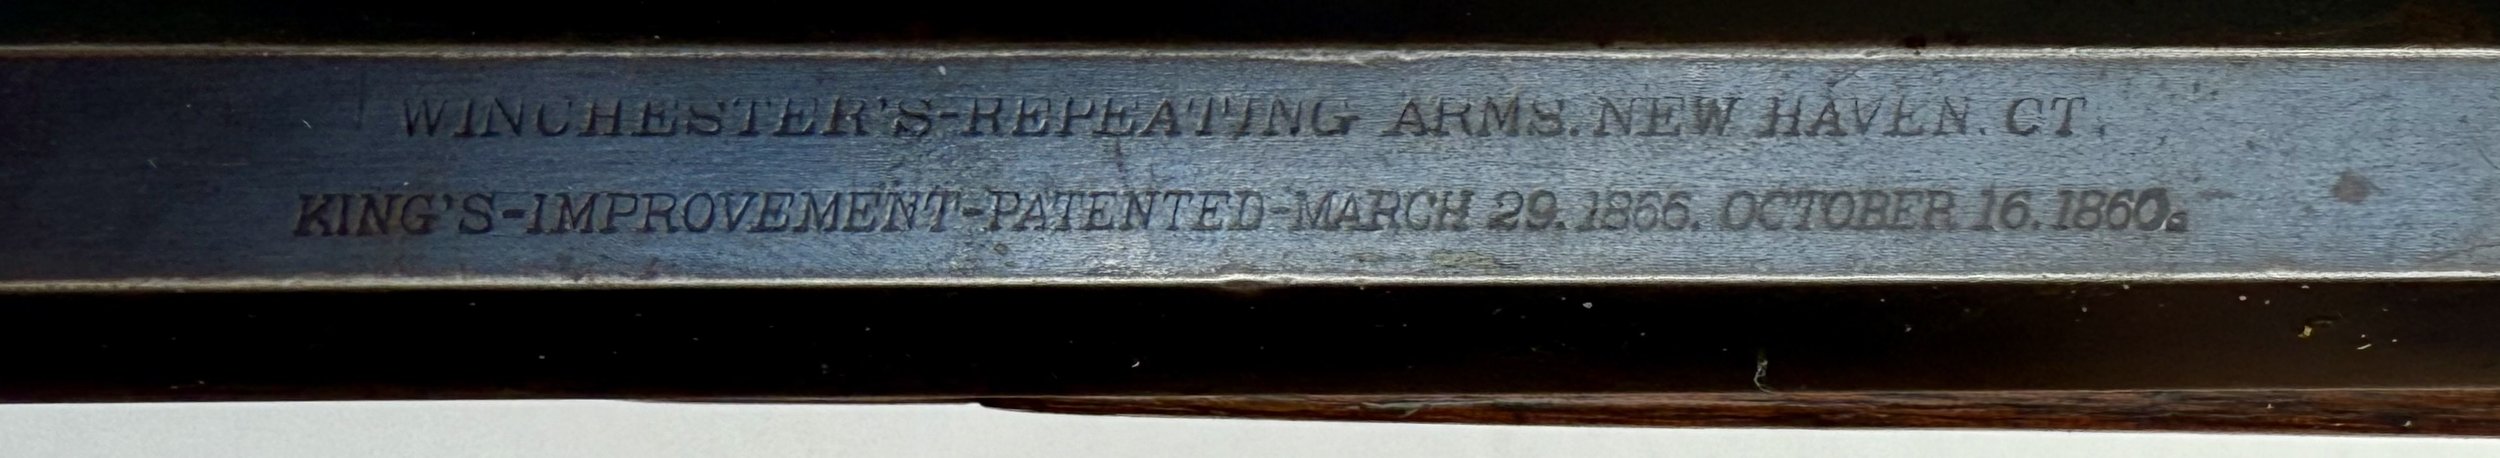 WINCHESTER'S-REPEATING ARMS. NEW HAVEN. CT.
KING'S-IMPROVEMENT-PATENTED-MARCH 29. 1866. OCTOBER 16. 1860.